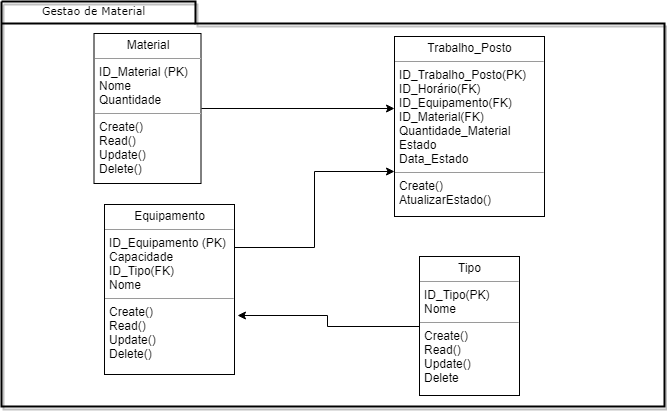 Gestao de Material
Material
ID_Material (PK)
Nome
Quantidade
Create()
Read()
Update()
Delete()
Trabalho_Posto
ID_Trabalho_Posto(PK)
ID_Horário(FK)
ID_Equipamento(FK)
ID_Material(FK)
Quantidade_Material
Estado
Data_Estado
Create()
AtualizarEstado()
Equipamento
ID_Equipamento (PK)
Capacidade
ID_Tipo(FK)
Nome
Create()
Read()
Update()
Delete()
Tipo
ID_Tipo(PK)
Nome
Create()
Read()
Update()
Delete